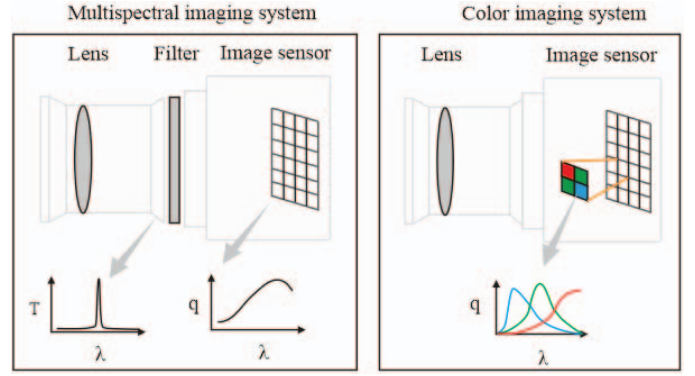 Multispectral imaging system
Color imaging system
Lens
Filter
Image sensor
Lens
Image sensor
T
λ
q
λ
q
λ